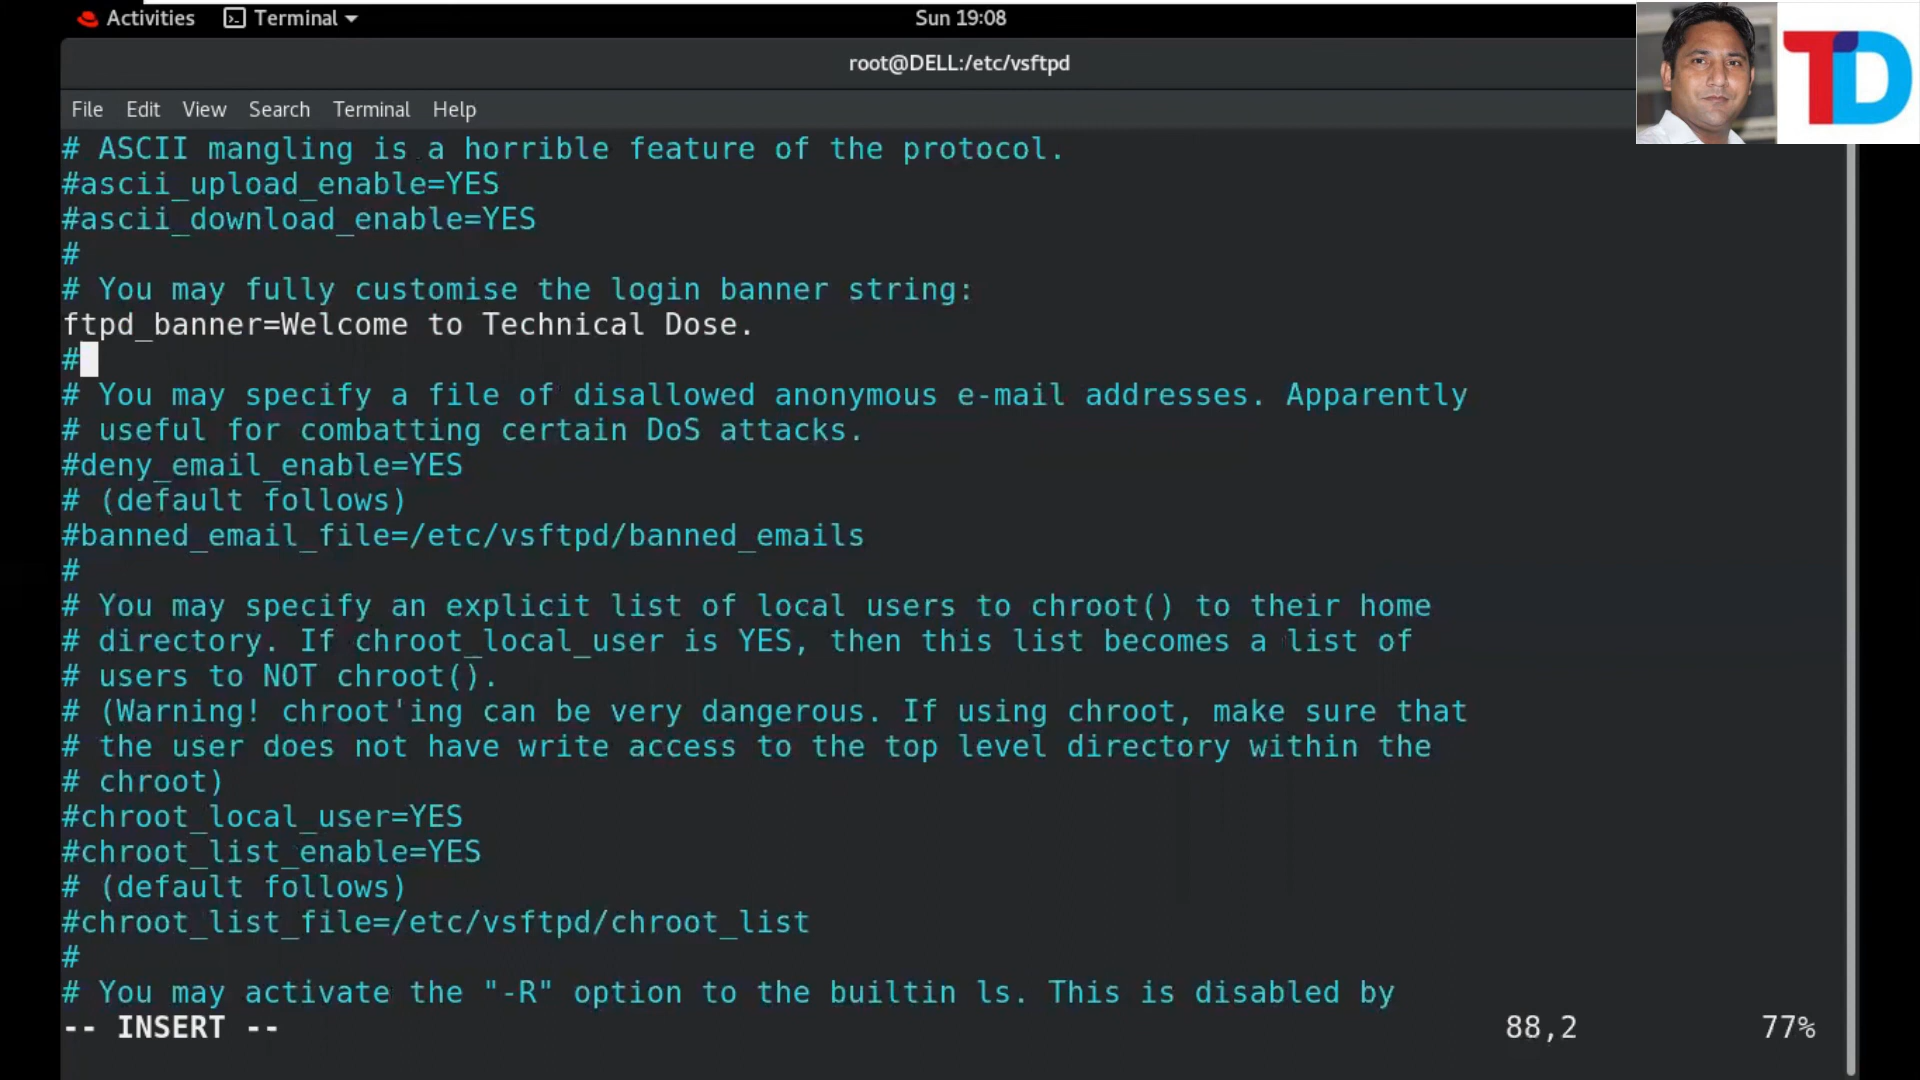 Activities Terminal Sun 19:08
root@DELL:/etc/vsftpd
TD
File Edit View Search Terminal Help
# ASCII mangling is a horrible feature of the protocol.
#ascii_upload_enable=YES
#ascii_download_enable=YES
#
# You may fully customise the login banner string:
ftpd_banner=Welcome to Technical Dose.
#
# You may specify a file of disallowed anonymous e-mail addresses. Apparently
# useful for combatting certain DoS attacks.
#deny_email_enable=YES
# (default follows)
#banned_email_file=/etc/vsftpd/banned_emails
#
# You may specify an explicit list of local users to chroot() to their home
# directory. If chroot_local_user is YES, then this list becomes a list of
# users to NOT chroot().
# (Warning! chroot'ing can be very dangerous. If using chroot, make sure that
# the user does not have write access to the top level directory within the
# chroot)
#chroot_local_user=YES
#chroot_list_enable=YES
# (default follows)
#chroot_list_file=/etc/vsftpd/chroot_list
#
# You may activate the "-R" option to the builtin ls. This is disabled by
-- INSERT -- 88,2 77%